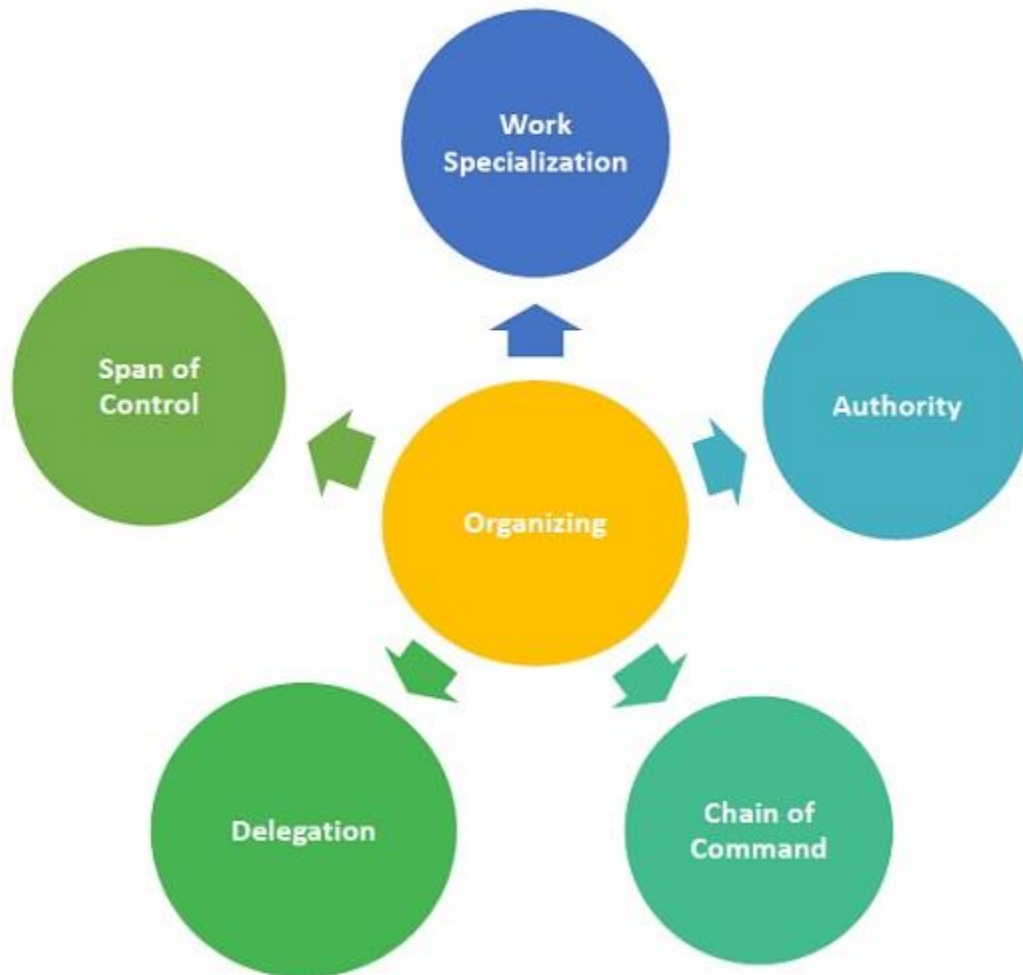 Work
Specialization
Span of
Control
Authority
Organizing
Delegation
Chain of
Command